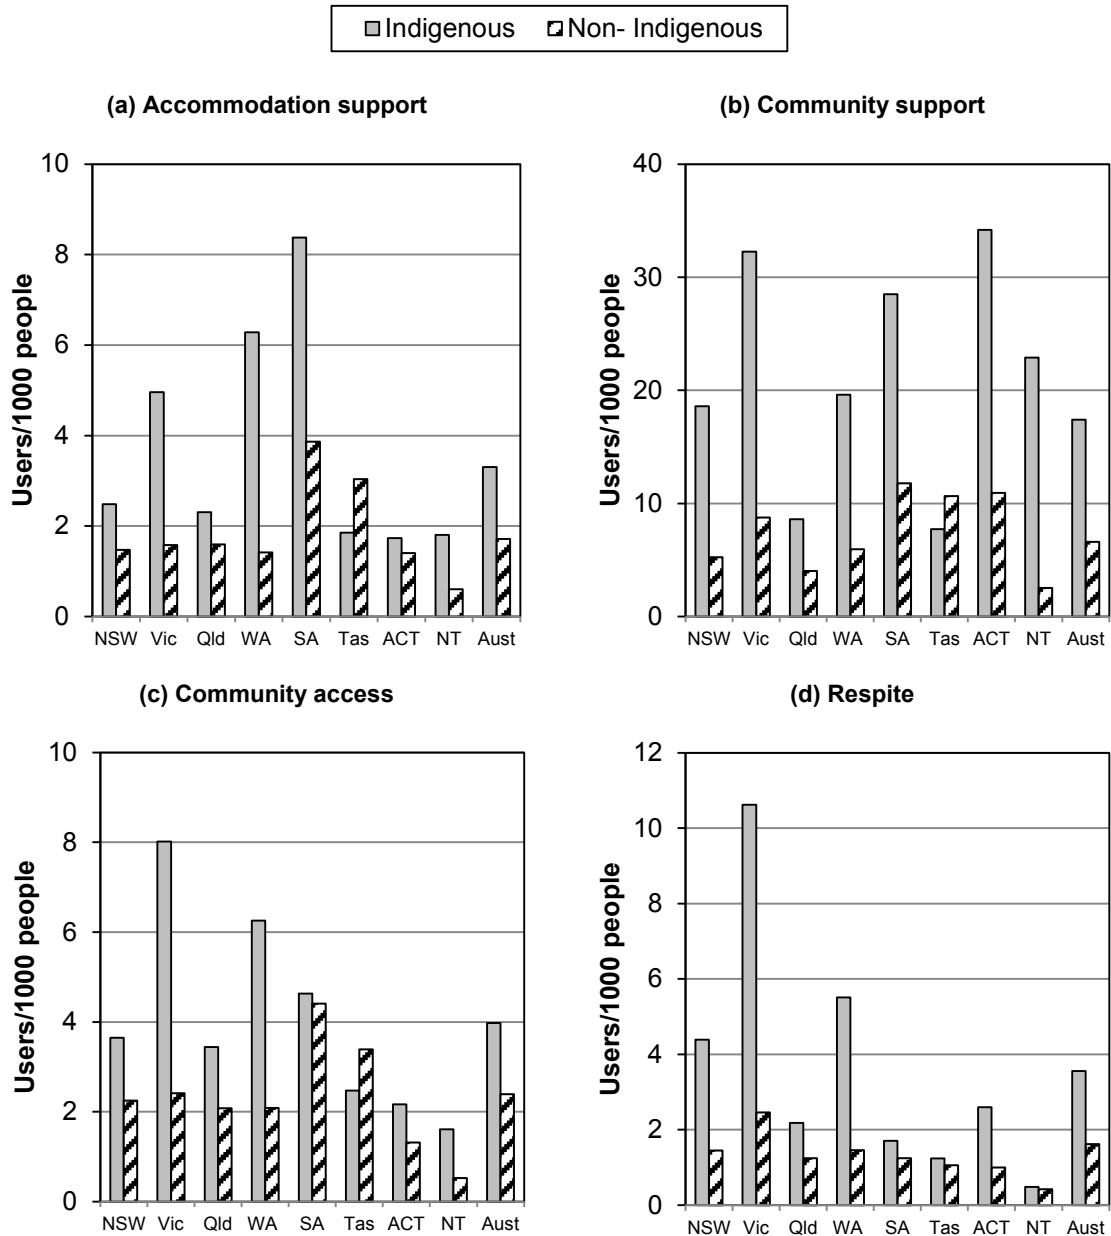 Indigenous Non- Indigenous
(a) Accommodation support
Users/1000 people
10
8
6
4
2
0
NSW Vic Qld WA SA Tas ACT NT Aust
(b) Community support
Users/1000 people
40
30
20
10
0
NSW Vic Qld WA SA Tas ACT NT Aust
(c) Community access
Users/1000 people
10
8
6
4
2
0
NSW Vic Qld WA SA Tas ACT NT Aust
(d) Respite
Users/1000 people
12
10
8
6
4
2
0
NSW Vic Qld WA SA Tas ACT NT Aust